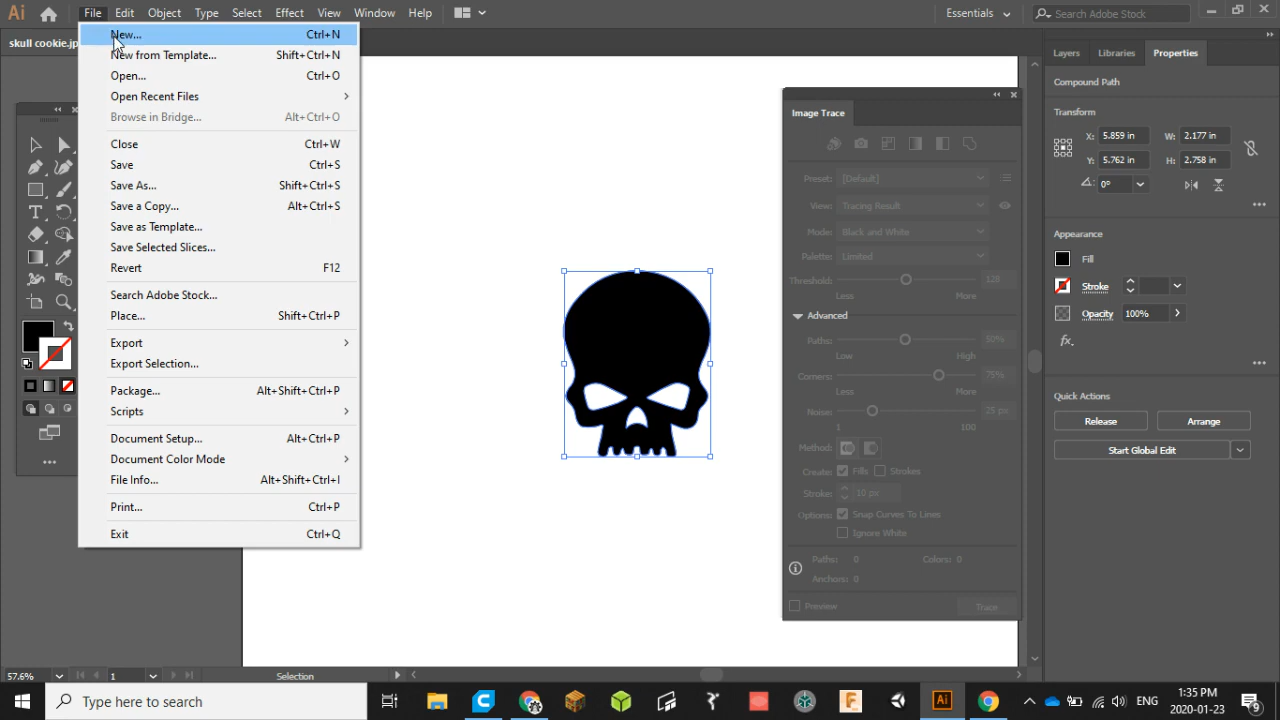 Ai File Edit Object Type Select Effect View Window Help Essentials Search Adobe Stock
skull cookie.jp
New... Ctrl+N
New from Template... Shift+Ctrl+N
Open... Ctrl+O
Open Recent Files
Browse in Bridge... Alt+Ctrl+O
Close Ctrl+W
Save Ctrl+S
Save As... Shift+Ctrl+S
Save a Copy... Alt+Ctrl+S
Save as Template...
Save Selected Slices...
Revert F12
Search Adobe Stock...
Place... Shift+Ctrl+P
Export
Export Selection...
Package... Alt+Shift+Ctrl+P
Scripts
Document Setup... Alt+Ctrl+P
Document Color Mode
File Info... Alt+Shift+Ctrl+I
Print... Ctrl+P
Exit Ctrl+Q
Image Trace
Preset: [Default]
View: Tracing Result
Mode: Black and White
Palette: Limited
Threshold: 128
Less More
Advanced
Paths: 50%
Low High
Corners: 75%
Less More
Noise: 25 px
1 100
Method:
Create: Fills Strokes
Stroke: 10 px
Options: Snap Curves To Lines
Ignore White
Paths: 0 Colors: 0
Anchors: 0
Preview Trace
Layers Libraries Properties
Compound Path
Transform
X: 5.859 in W: 2.177 in
Y: 5.762 in H: 2.758 in
0°
Appearance
Fill
Stroke
Opacity 100%
fx.
Quick Actions
Release Arrange
Start Global Edit
57.6% 1 Selection
Type here to search
ENG 1:35 PM
2020-01-23
9